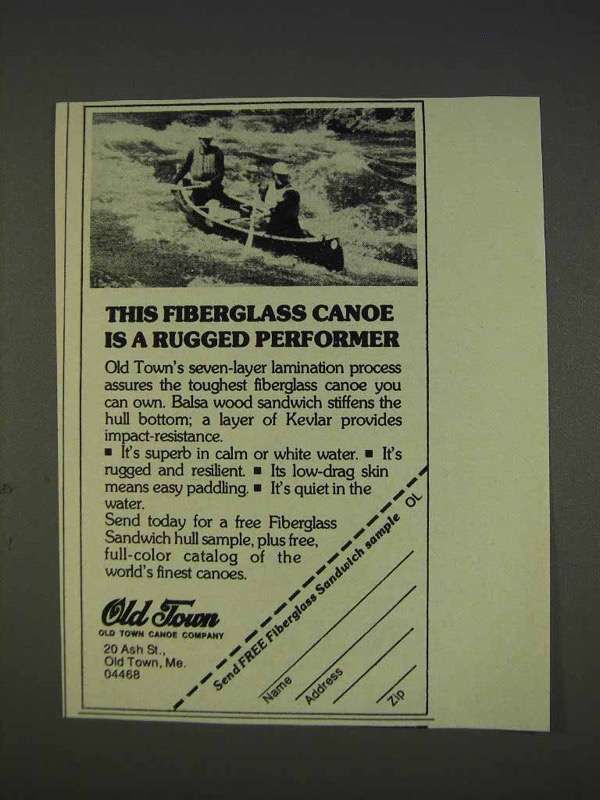 THIS FIBERGLASS CANOE
IS A RUGGED PERFORMER
Old Town's seven-layer lamination process
assures the toughest fiberglass canoe you
can own. Balsa wood sandwich stiffens the
hull bottom; a layer of Kevlar provides
impact-resistance.
▪ It's superb in calm or white water. ▪ It's
rugged and resilient. ▪ Its low-drag skin
means easy paddling. ▪ It's quiet in the
water.
Send today for a free Fiberglass
Sandwich hull sample, plus free,
full-color catalog of the
world's finest canoes.
Old Town
OLD TOWN CANOE COMPANY
20 Ash St.,
Old Town, Me.
04468
Send FREE Fiberglass Sandwich sample OL
Name
Address
Zip